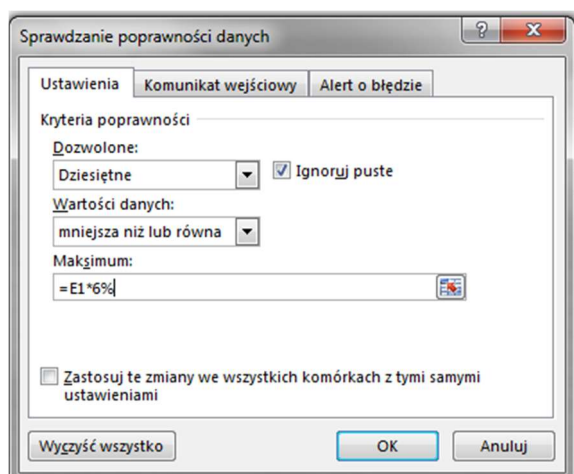 Sprawdzanie poprawności danych
Ustawienia
Komunikat wejściowy
Alert o błędzie
Kryteria poprawności
Dozwolone:
Dziesiętne
Ignoruj puste
Wartości danych:
mniejsza niż lub równa
Maksimum:
=E1*6%
Zastosuj te zmiany we wszystkich komórkach z tymi samymi
ustawieniami
Wyczyść wszystko
OK
Anuluj